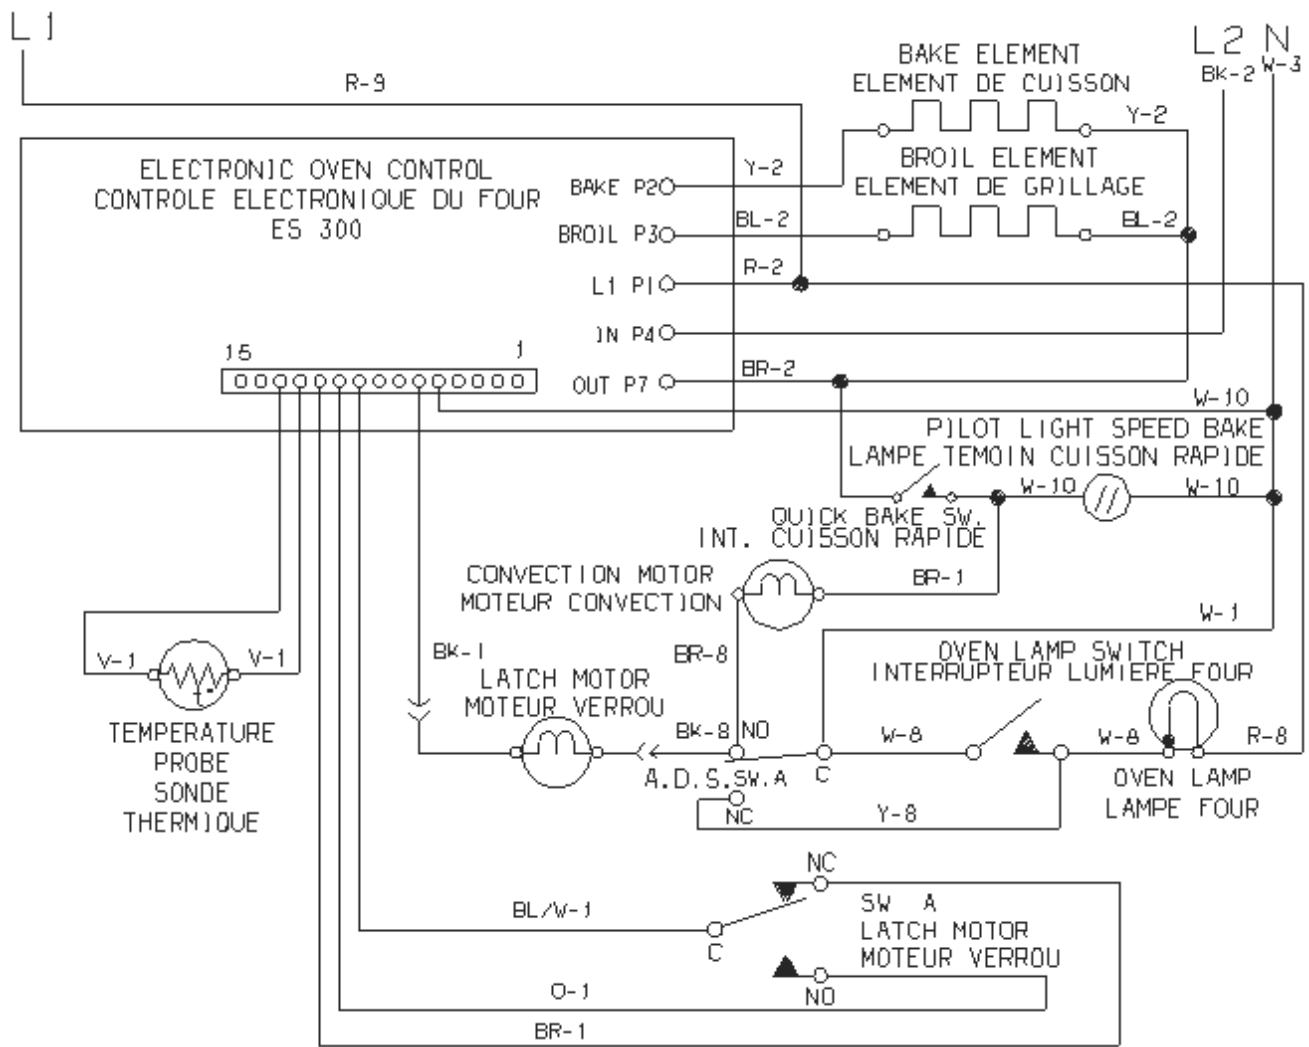 L1
L2 N
R-9
BK-2
W-3
BAKE ELEMENT
ELEMENT DE CUISSON
Y-2
ELECTRONIC OVEN CONTROL
CONTROLE ELECTRONIQUE DU FOUR
ES 300
BAKE P2
Y-2
BROIL ELEMENT
ELEMENT DE GRILLAGE
BROIL P3
BL-2
BL-2
L1 P1
R-2
IN P4
15
1
OUT P7
BR-2
W-10
PILOT LIGHT SPEED BAKE
LAMPE TEMOIN CUISSON RAPIDE
W-10
W-10
QUICK BAKE SW.
INT. CUISSON RAPIDE
CONVECTION MOTOR
MOTEUR CONVECTION
BR-1
W-1
V-1
V-1
t°
BK-1
BR-8
OVEN LAMP SWITCH
INTERRUPTEUR LUMIERE FOUR
LATCH MOTOR
MOTEUR VERROU
TEMPERATURE
PROBE
SONDE
THERMIQUE
BK-8
NO
W-8
W-8
R-8
A.D.S.SW.A
C
OVEN LAMP
LAMPE FOUR
NC
Y-8
NC
BL/W-1
C
SW A
LATCH MOTOR
MOTEUR VERROU
NO
O-1
BR-1